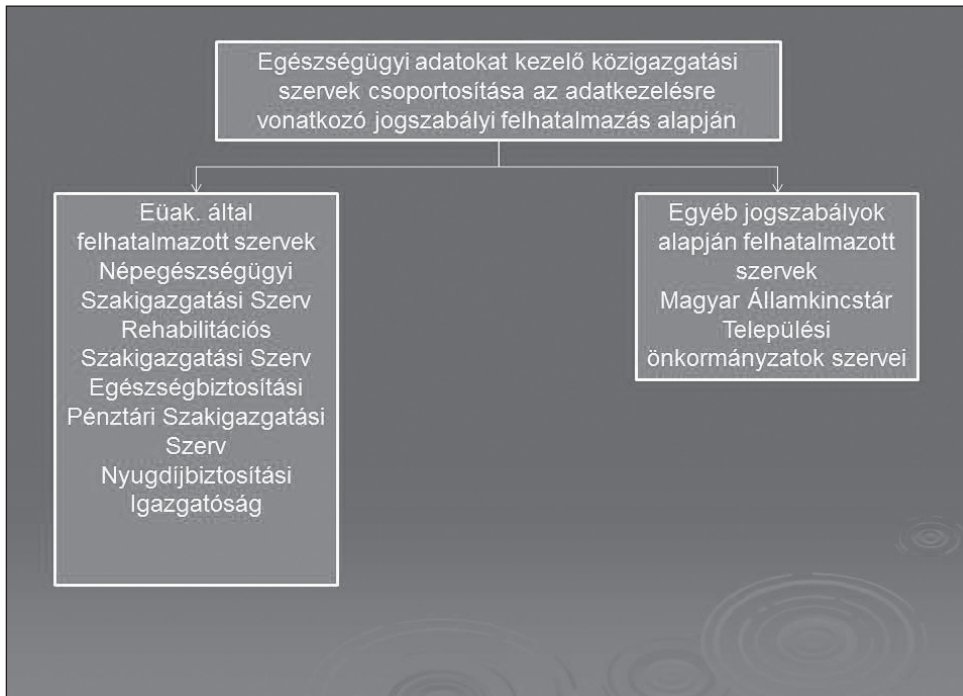 Egészségügyi adatokat kezelő közigazgatási
szervek csoportosítása az adatkezelésre
vonatkozó jogszabályi felhatalmazás alapján
Eüak. által
felhatalmazott szervek
Népegészségügyi
Szakigazgatási Szerv
Rehabilitációs
Szakigazgatási Szerv
Egészségbiztosítási
Pénztári Szakigazgatási
Szerv
Nyugdíjbiztosítási
Igazgatóság
Egyéb jogszabályok
alapján felhatalmazott
szervek
Magyar Államkincstár
Települési
önkormányzatok szervei